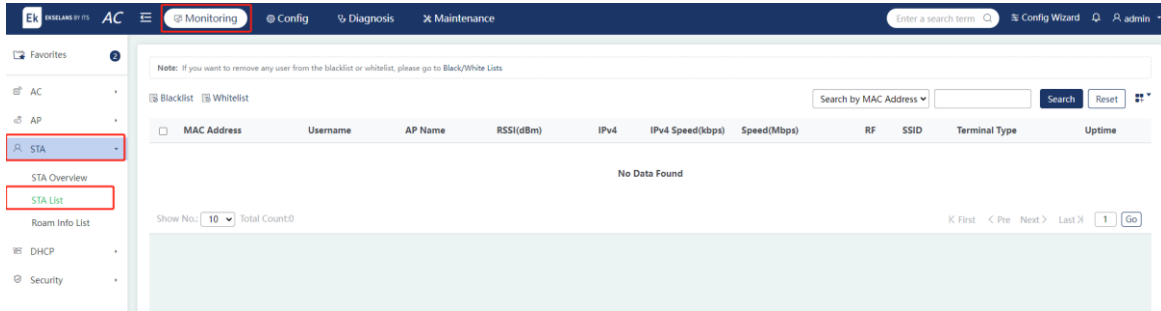 Ek EKSELANS BY ITS AC Monitoring Config Diagnosis Maintenance Enter a search term Config Wizard admin
Favorites 2
AC
AP
STA
STA Overview
STA List
Roam Info List
DHCP
Security
Note: If you want to remove any user from the blacklist or whitelist, please go to Black/White Lists
Blacklist Whitelist Search by MAC Address Search Reset
MAC Address Username AP Name RSSI(dBm) IPv4 IPv4 Speed(kbps) Speed(Mbps) RF SSID Terminal Type Uptime
No Data Found
Show No.: 10 Total Count:0 First Pre Next Last 1 Go